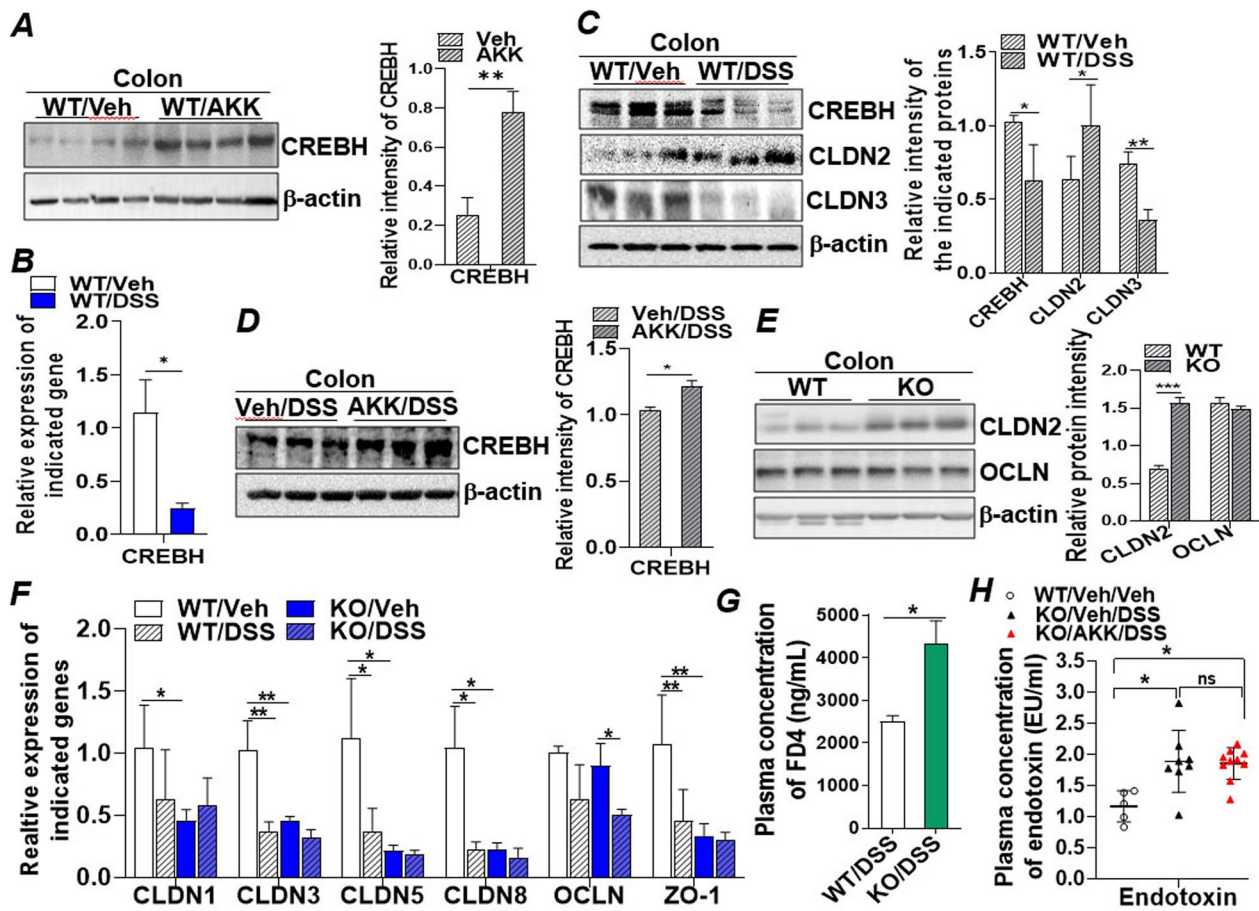 A
Colon
WT/Veh WT/AKK
CREBH
β-actin
Veh
AKK
Relative intensity of CREBH
1.0
0.8
0.6
0.4
0.2
0.0
**
CREBH
C
Colon
WT/Veh WT/DSS
CREBH
CLDN2
CLDN3
β-actin
WT/Veh
WT/DSS
Relative intensity of
the indicated proteins
1.5
1.0
0.5
0.0
*
*
**
CREBH
CLDN2
CLDN3
B
WT/Veh
WT/DSS
Relative expression of
indicated gene
2.0
1.5
1.0
0.5
0.0
*
CREBH
D
Colon
Veh/DSS AKK/DSS
CREBH
β-actin
Veh/DSS
AKK/DSS
Relative intensity of CREBH
1.5
1.0
0.5
0.0
*
CREBH
E
Colon
WT KO
CLDN2
OCLN
β-actin
WT
KO
Relative protein intensity
2.0
1.5
1.0
0.5
0.0
***
CLDN2
OCLN
F
WT/Veh KO/Veh
WT/DSS KO/DSS
Realtive expression of
indicated genes
2.0
1.5
1.0
0.5
0.0
*
**
**
*
*
*
*
*
**
**
CLDN1 CLDN3 CLDN5 CLDN8 OCLN ZO-1
G
Plasma concentration
of FD4 (ng/mL)
5000
4000
3000
2000
1000
0
*
WT/DSS
KO/DSS
H
WT/Veh/Veh
KO/Veh/DSS
KO/AKK/DSS
Plasma concentration
of endotoxin (EU/ml)
3.5
3.0
2.5
2.0
1.5
1.0
0.5
0.0
*
* ns
Endotoxin